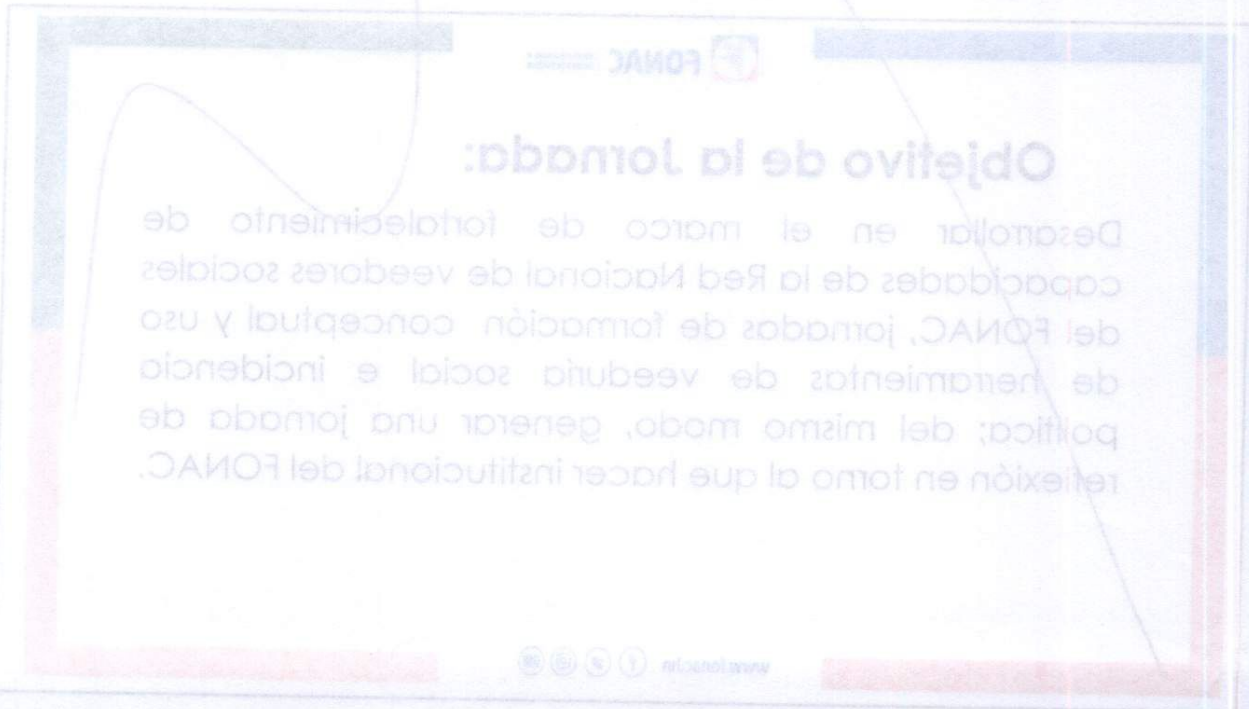 FONAC
Objetivo de la Jornada:
Desarrollar en el marco de fortalecimiento de
capacidades de la Red Nacional de veedores sociales
del FONAC, jornadas de formación conceptual y uso
de herramientas de veeduría social e incidencia
política; del mismo modo, generar una jornada de
reflexión en torno al que hacer institucional del FONAC.
www.fonac.hn